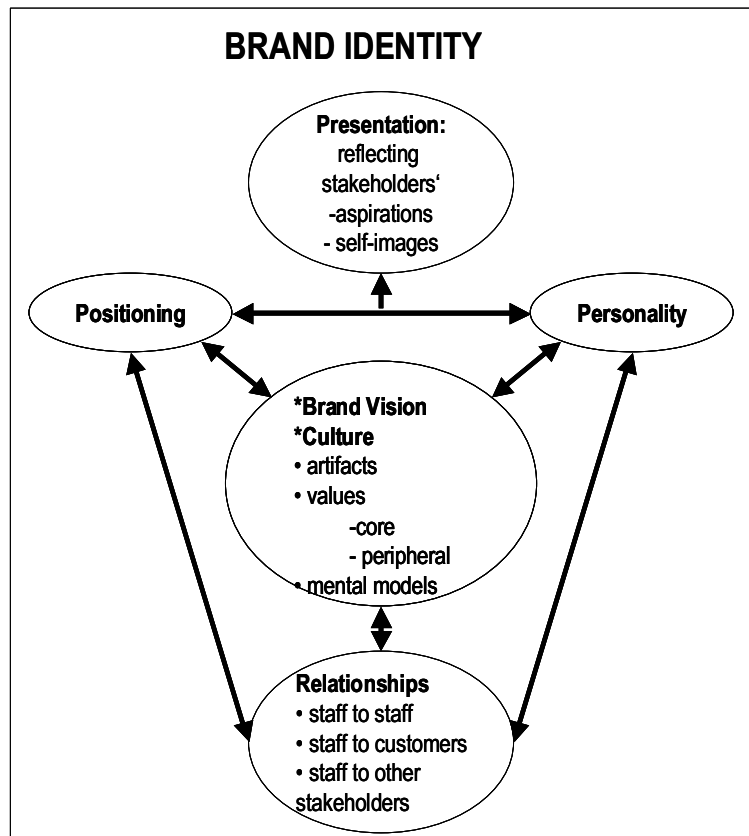 BRAND IDENTITY
Presentation:
reflecting
stakeholders‘
-aspirations
- self-images
Positioning
Personality
*Brand Vision
*Culture
• artifacts
• values
-core
- peripheral
• mental models
Relationships
• staff to staff
• staff to customers
• staff to other
stakeholders